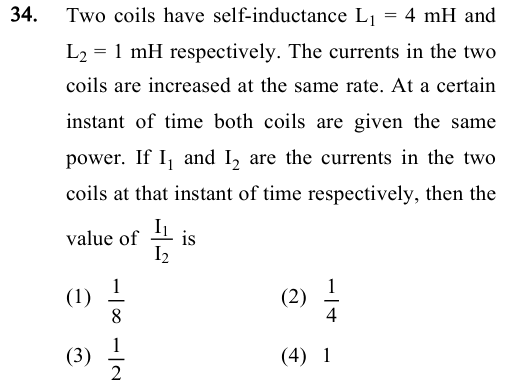 34. Two coils have self-inductance L₁ = 4 mH and
L₂ = 1 mH respectively. The currents in the two
coils are increased at the same rate. At a certain
instant of time both coils are given the same
power. If I₁ and I₂ are the currents in the two
coils at that instant of time respectively, then the
value of I₁/I₂ is
(1) 1/8 (2) 1/4
(3) 1/2 (4) 1